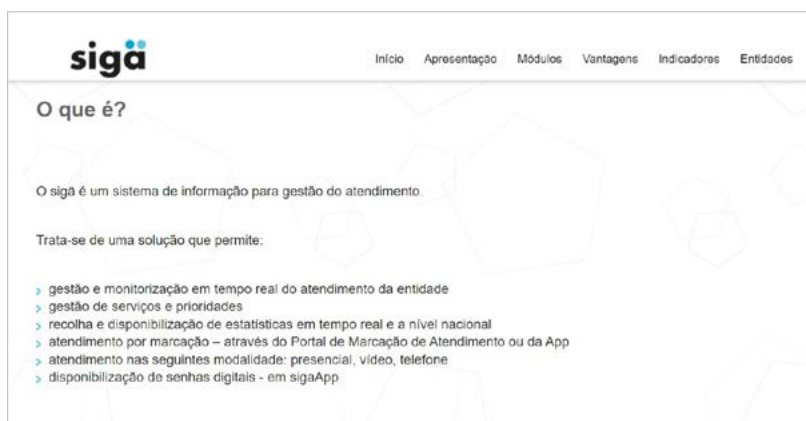 sigä
Início Apresentação Módulos Vantagens Indicadores Entidades
O que é?
O sigä é um sistema de informação para gestão do atendimento.
Trata-se de uma solução que permite:
gestão e monitorização em tempo real do atendimento da entidade
gestão de serviços e prioridades
recolha e disponibilização de estatísticas em tempo real e a nível nacional
atendimento por marcação – através do Portal de Marcação de Atendimento ou da App
atendimento nas seguintes modalidade: presencial, vídeo, telefone
disponibilização de senhas digitais - em sigaApp